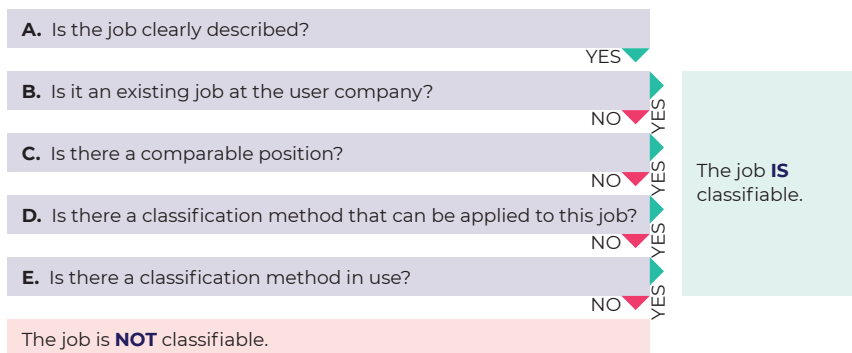 A. Is the job clearly described?
YES
B. Is it an existing job at the user company?
YES
NO
C. Is there a comparable position?
YES
NO
D. Is there a classification method that can be applied to this job?
YES
NO
E. Is there a classification method in use?
YES
NO
The job is NOT classifiable.
The job IS
classifiable.